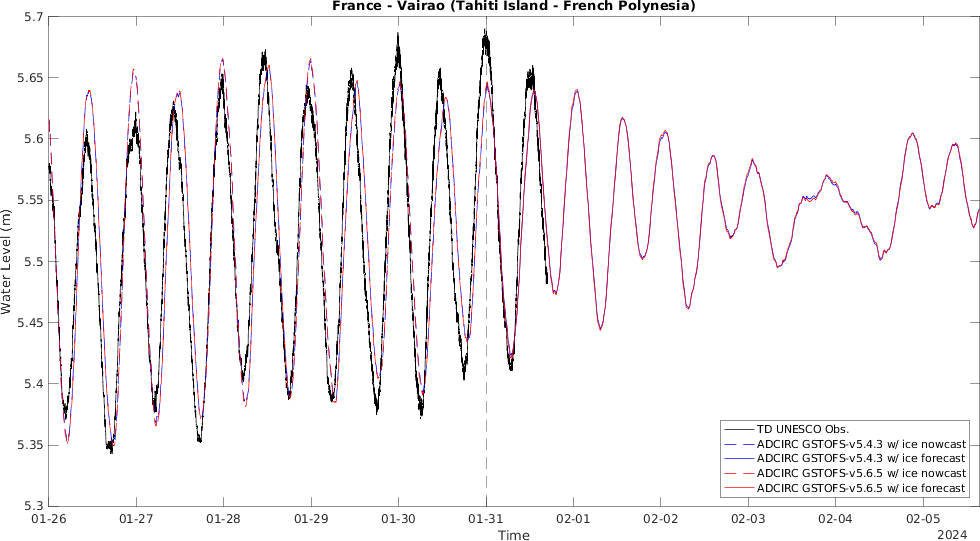 France - Vairao (Tahiti Island - French Polynesia)
5.7
5.65
5.6
5.55
5.5
5.45
5.4
5.35
5.3
Water Level (m)
01-26 01-27 01-28 01-29 01-30 01-31 02-01 02-02 02-03 02-04 02-05
Time
2024
TD UNESCO Obs.
ADCIRC GSTOFS-v5.4.3 w/ ice nowcast
ADCIRC GSTOFS-v5.4.3 w/ ice forecast
ADCIRC GSTOFS-v5.6.5 w/ ice nowcast
ADCIRC GSTOFS-v5.6.5 w/ ice forecast